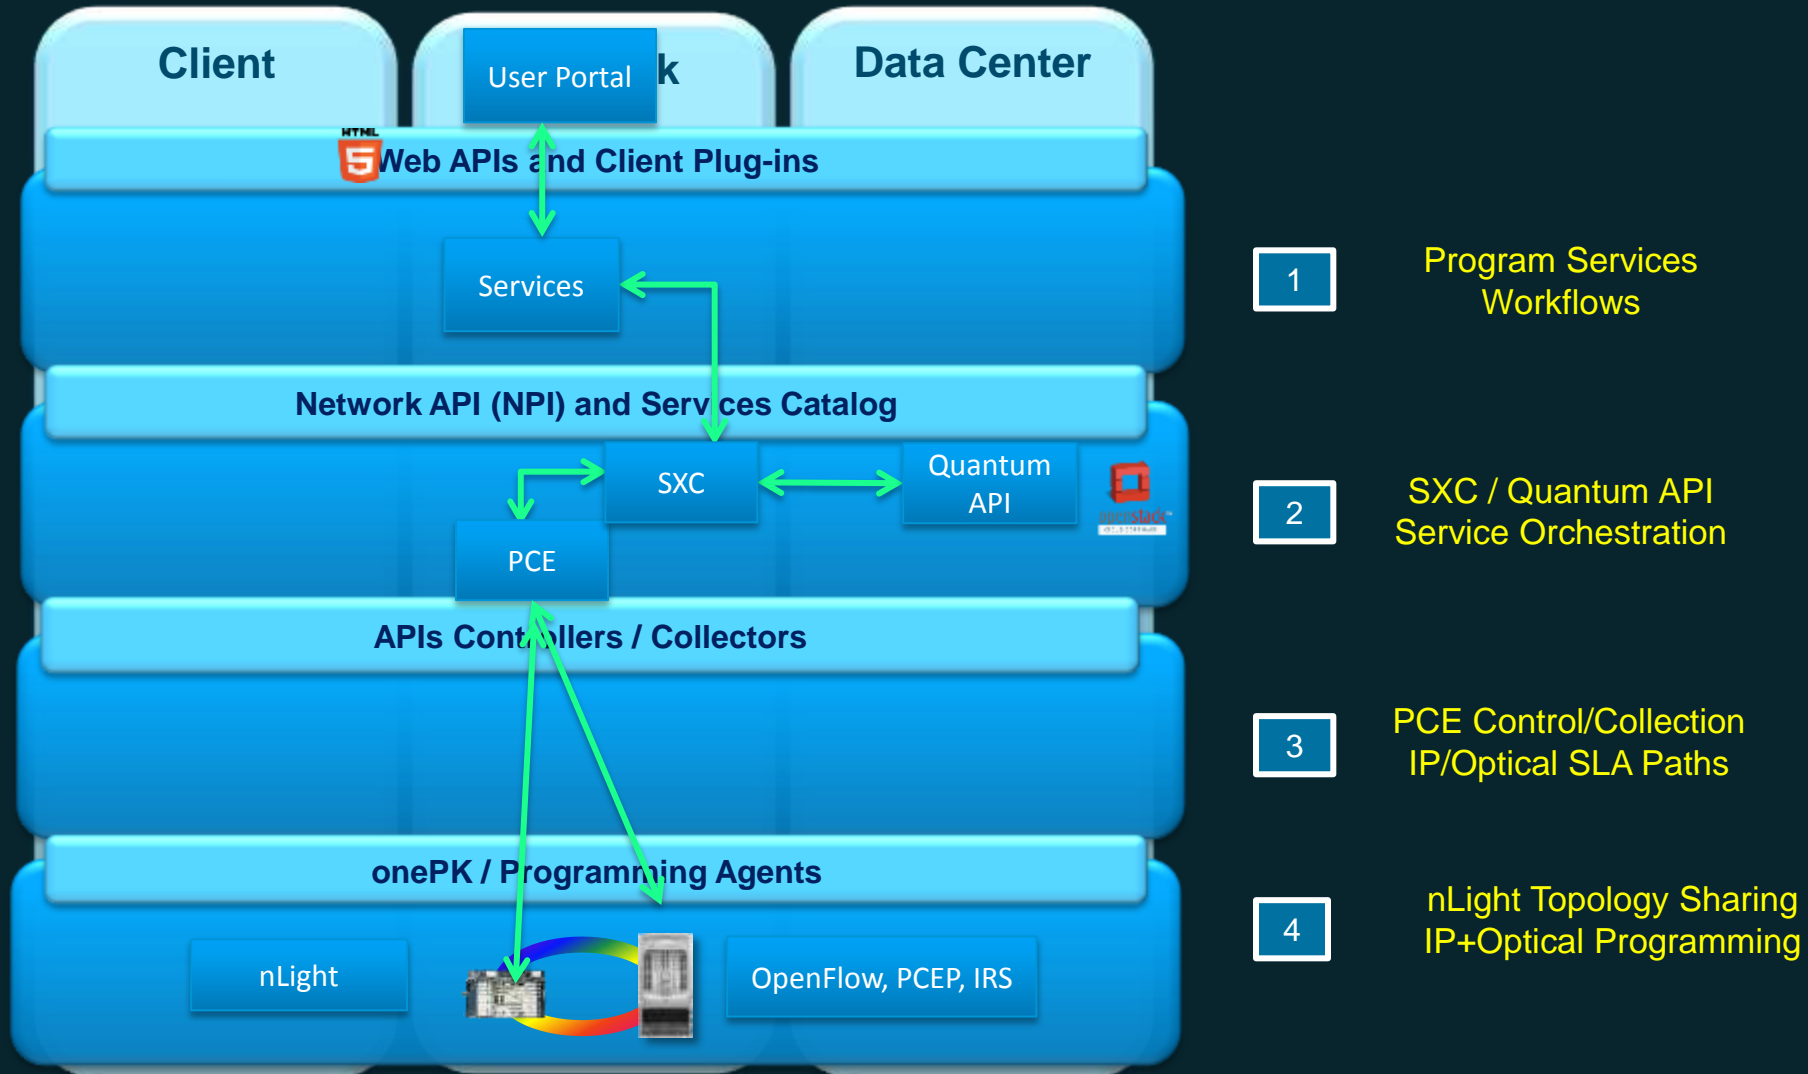 Client
User Portal
k
Data Center
HTML
5
Web APIs and Client Plug-ins
Services
1
Program Services
Workflows
Network API (NPI) and Services Catalog
SXC
Quantum
API
openstack
PCE
2
SXC / Quantum API
Service Orchestration
APIs Controllers / Collectors
3
PCE Control/Collection
IP/Optical SLA Paths
onePK / Programming Agents
nLight
OpenFlow, PCEP, IRS
4
nLight Topology Sharing
IP+Optical Programming